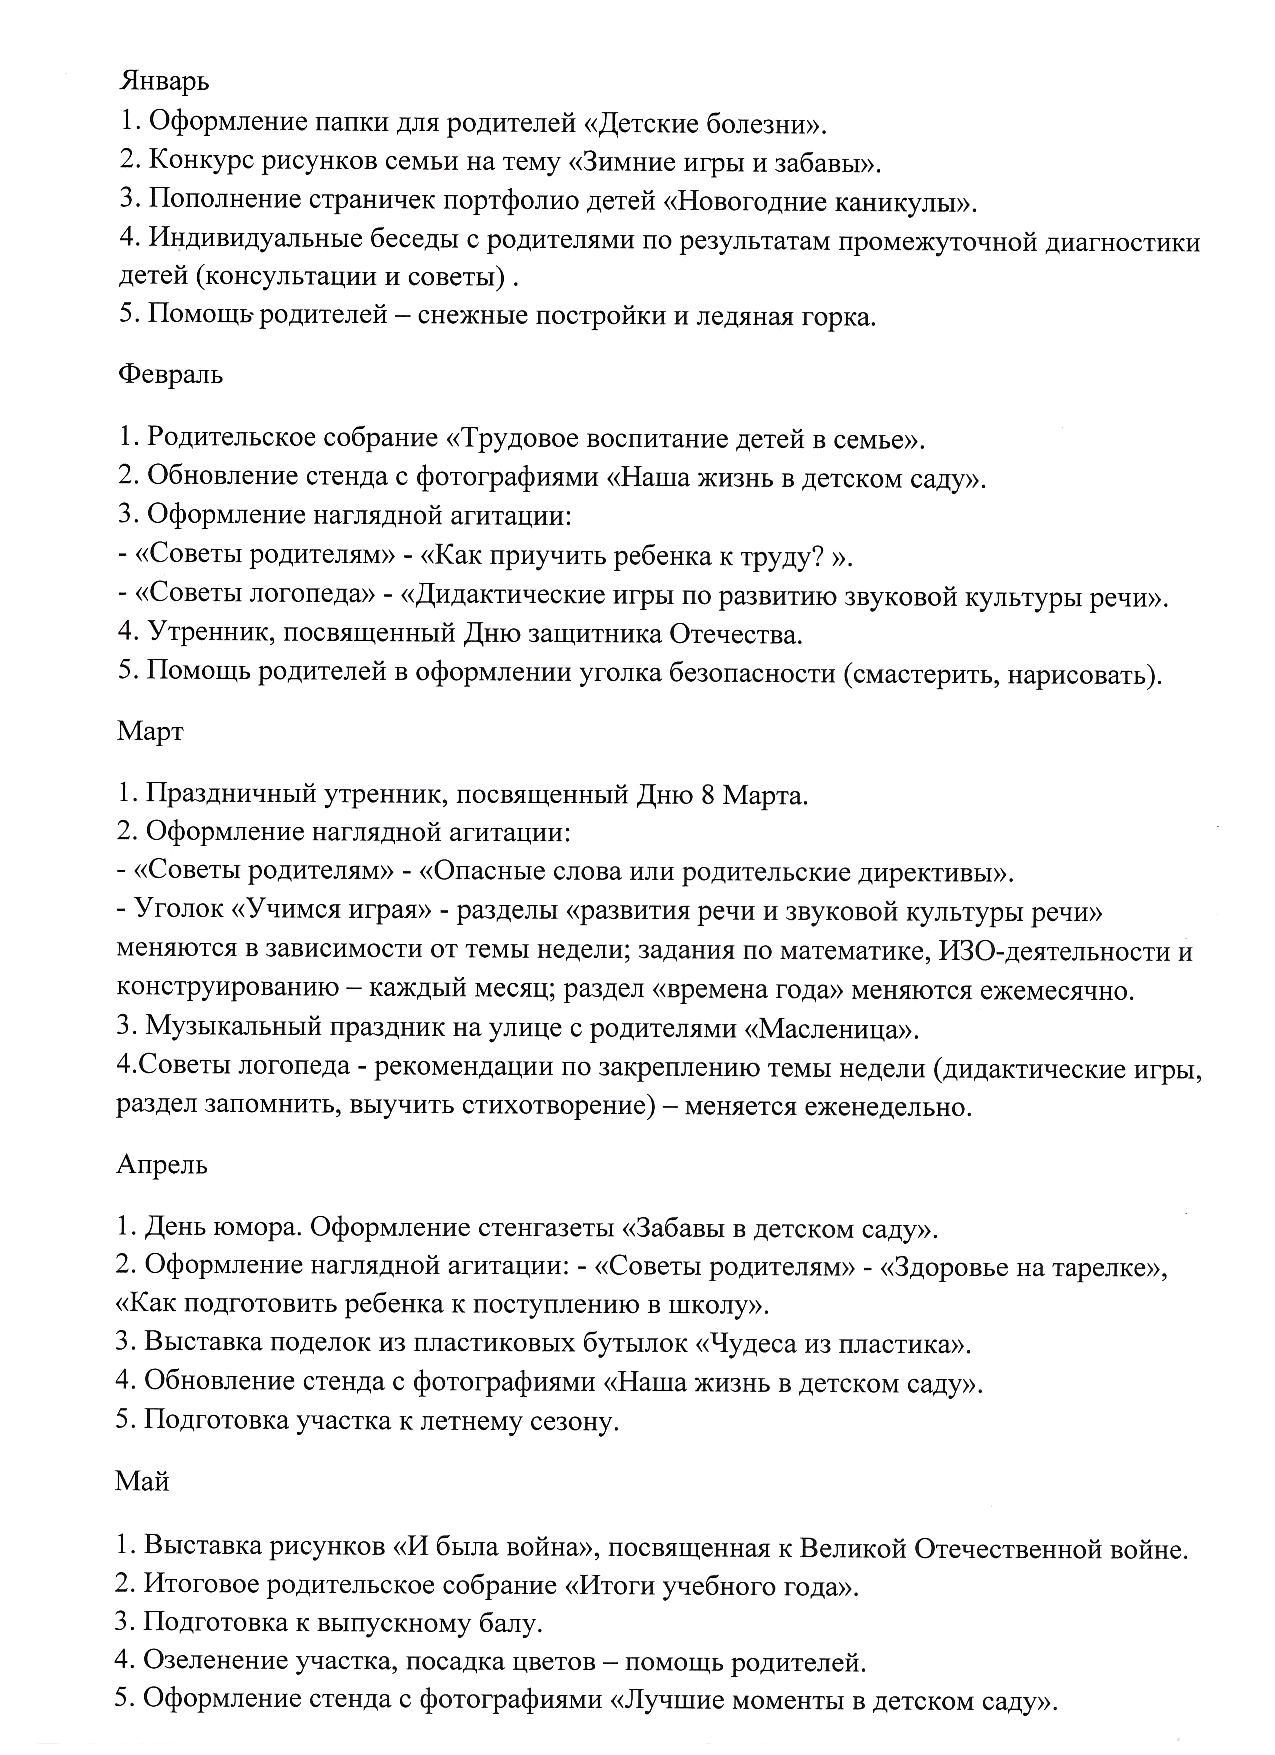 Январь
1. Оформление папки для родителей «Детские болезни».
2. Конкурс рисунков семьи на тему «Зимние игры и забавы».
3. Пополнение страничек портфолио детей «Новогодние каникулы».
4. Индивидуальные беседы с родителями по результатам промежуточной диагностики
детей (консультации и советы) .
5. Помощь родителей – снежные постройки и ледяная горка.
Февраль
1. Родительское собрание «Трудовое воспитание детей в семье».
2. Обновление стенда с фотографиями «Наша жизнь в детском саду».
3. Оформление наглядной агитации:
- «Советы родителям» - «Как приучить ребенка к труду? ».
- «Советы логопеда» - «Дидактические игры по развитию звуковой культуры речи».
4. Утренник, посвященный Дню защитника Отечества.
5. Помощь родителей в оформлении уголка безопасности (смастерить, нарисовать).
Март
1. Праздничный утренник, посвященный Дню 8 Марта.
2. Оформление наглядной агитации:
- «Советы родителям» - «Опасные слова или родительские директивы».
- Уголок «Учимся играя» - разделы «развития речи и звуковой культуры речи»
меняются в зависимости от темы недели; задания по математике, ИЗО-деятельности и
конструированию – каждый месяц; раздел «времена года» меняются ежемесячно.
3. Музыкальный праздник на улице с родителями «Масленица».
4.Советы логопеда - рекомендации по закреплению темы недели (дидактические игры,
раздел запомнить, выучить стихотворение) – меняется еженедельно.
Апрель
1. День юмора. Оформление стенгазеты «Забавы в детском саду».
2. Оформление наглядной агитации: - «Советы родителям» - «Здоровье на тарелке»,
«Как подготовить ребенка к поступлению в школу».
3. Выставка поделок из пластиковых бутылок «Чудеса из пластика».
4. Обновление стенда с фотографиями «Наша жизнь в детском саду».
5. Подготовка участка к летнему сезону.
Май
1. Выставка рисунков «И была война», посвященная к Великой Отечественной войне.
2. Итоговое родительское собрание «Итоги учебного года».
3. Подготовка к выпускному балу.
4. Озеленение участка, посадка цветов – помощь родителей.
5. Оформление стенда с фотографиями «Лучшие моменты в детском саду».